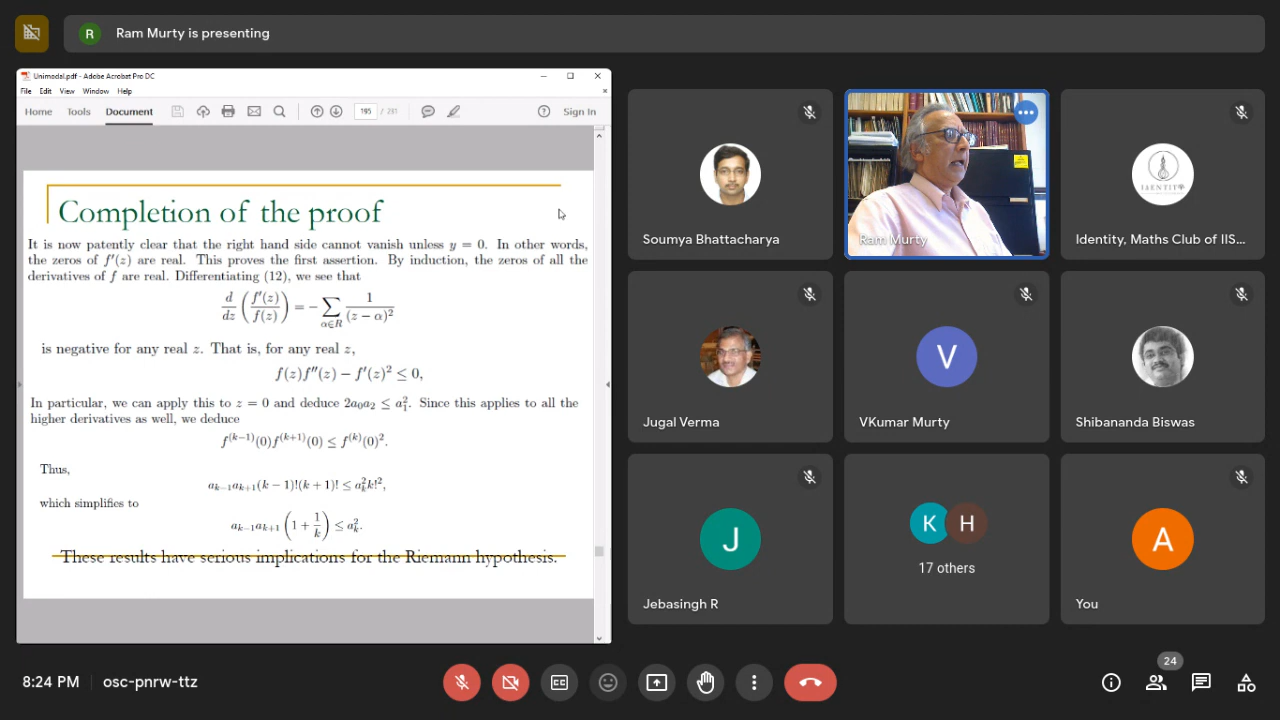 Ram Murty is presenting
R
Unimodal.pdf - Adobe Acrobat Pro DC
File Edit View Window Help
Home Tools Document 195 / 231 Sign In
Completion of the proof
It is now patently clear that the right hand side cannot vanish unless y = 0. In other words,
the zeros of f′(z) are real. This proves the first assertion. By induction, the zeros of all the
derivatives of f are real. Differentiating (12), we see that
d/dz (f′(z)/f(z)) = − ∑_{α∈R} 1/(z − α)²
is negative for any real z. That is, for any real z,
f(z)f″(z) − f′(z)² ≤ 0,
In particular, we can apply this to z = 0 and deduce 2a₀a₂ ≤ a₁². Since this applies to all the
higher derivatives as well, we deduce
f^(k−1)(0)f^(k+1)(0) ≤ f^(k)(0)².
Thus,
a_{k−1}a_{k+1}(k − 1)!(k + 1)! ≤ a_k²k!²,
which simplifies to
a_{k−1}a_{k+1}(1 + 1/k) ≤ a_k².
These results have serious implications for the Riemann hypothesis.
Soumya Bhattacharya
Ram Murty
IDENTITY
Identity, Maths Club of IIS...
Jugal Verma
V
VKumar Murty
Shibananda Biswas
J
Jebasingh R
K H
17 others
A
You
8:24 PM | osc-pnrw-ttz
24